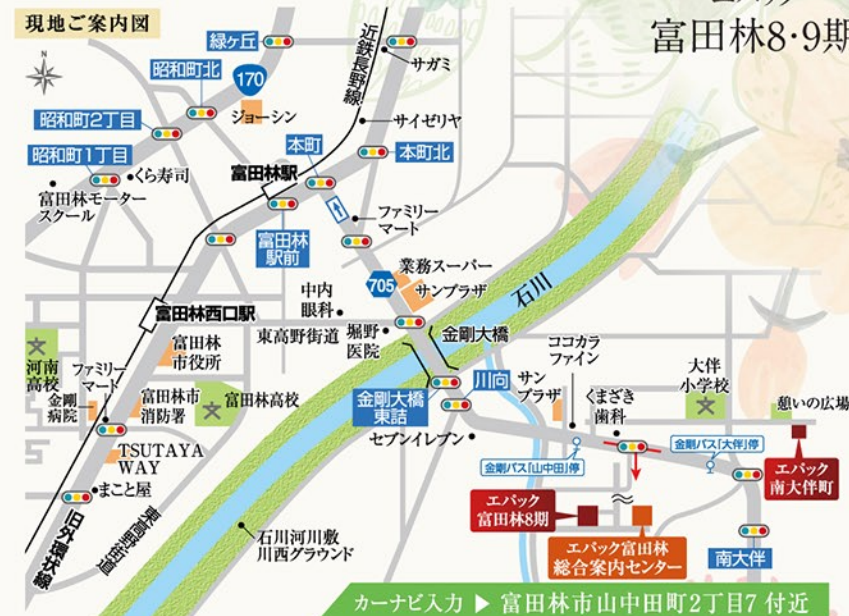 現地ご案内図
富田林8・9期
緑ヶ丘
サガミ
近鉄長野線
昭和町北
170
ジョーシン
昭和町2丁目
サイゼリヤ
本町
本町北
昭和町1丁目
くら寿司
富田林駅
富田林モーター
スクール
ファミリー
マート
富田林
駅前
業務スーパー
705
サンプラザ
石川
中内
眼科
富田林西口駅
東高野街道
堀野
医院
金剛大橋
富田林
市役所
ココカラ
ファイン
大伴
小学校
河南
高校
ファミリー
マート
金剛
病院
富田林市
消防署
富田林高校
金剛大橋
東詰
川向
サン
プラザ
くまざき
歯科
憩いの広場
セブンイレブン
金剛バス「大伴」停
金剛バス「山中田」停
TSUTAYA
WAY
まこと屋
エバック
南大伴町
エバック
富田林8期
旧外環状線
東高野街道
石川河川敷
川西グラウンド
エバック富田林
総合案内センター
南大伴
カーナビ入力 ▶ 富田林市山中田町2丁目7 付近